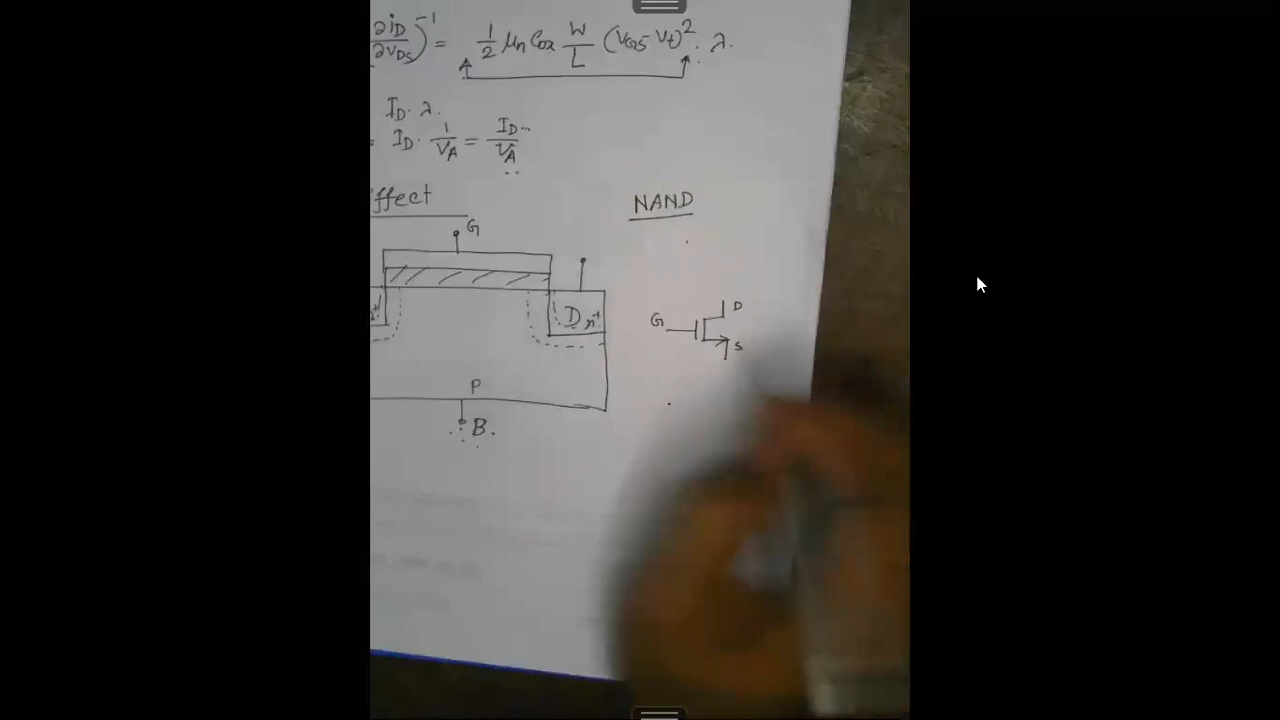 (∂iD/∂vDS)^-1 = 1/2 μn Cox W/L (VGS-Vt)^2 . λ.
ID. λ.
= ID. 1/VA = ID/VA
ffect
NAND
G
D n+
G D
S
P
B.